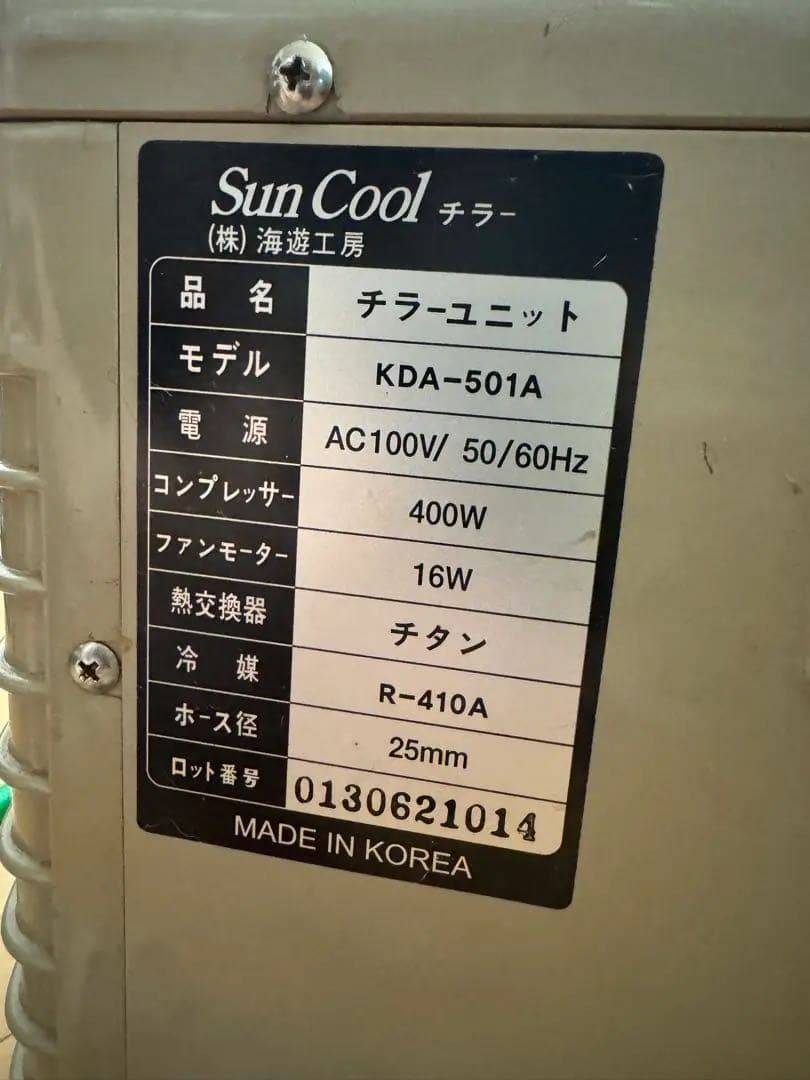 Sun Cool チラー
(株) 海遊工房
品 名 チラーユニット
モデル KDA-501A
電 源 AC100V/ 50/60Hz
コンプレッサー 400W
ファンモーター 16W
熱交換器 チタン
冷 媒 R-410A
ホース径 25mm
ロット番号 0130621014
MADE IN KOREA